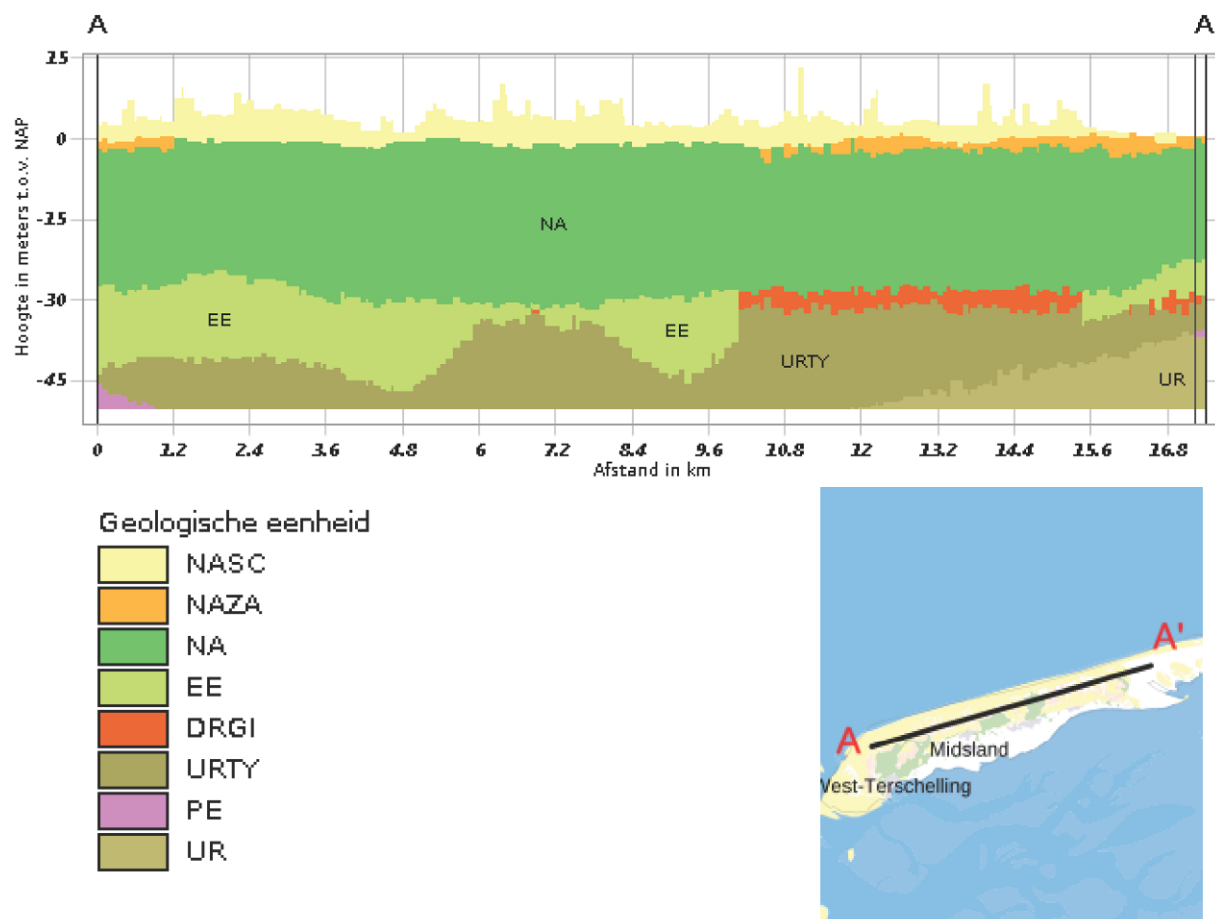 A A
Hoogte in meters t.o.v. NAP
15
0
-15
-30
-45
NA
EE
EE
URTY
UR
0 1.2 2.4 3.6 4.8 6 7.2 8.4 9.6 10.8 12 13.2 14.4 15.6 16.8
Afstand in km
Geologische eenheid
NASC
NAZA
NA
EE
DRGI
URTY
PE
UR
A'
A
Midsland
West-Terschelling